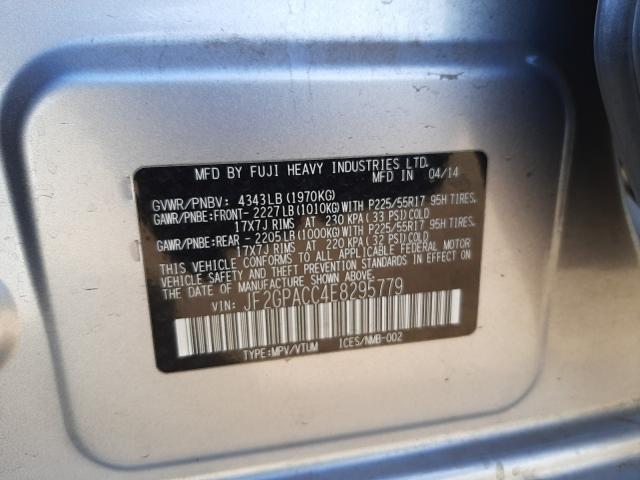 MFD BY FUJI HEAVY INDUSTRIES LTD. 04/14
GVWR/PNBV: 4343LB(1970KG)
GAWR/PNBE:FRONT-2227LB(1010KG)WITH P225/55R17 95H TIRES.
17X7J RIMS AT 230 KPA(33 PSI)COLD
GAWR/PNBE:REAR -2205LB(1000KG)WITH P225/55R17 95H TIRES.
17X7J RIMS AT 220 KPA(32 PSI)COLD
THIS VEHICLE CONFORMS TO ALL APPLICABLE FEDERAL MOTOR
VEHICLE SAFETY AND BUMPER STANDARDS IN EFFECT ON
THE DATE OF MANUFACTURE SHOWN ABOVE.
VIN: JF2GPACC4E8295779
TYPE:MPV/VTUM ICES/NMB-002